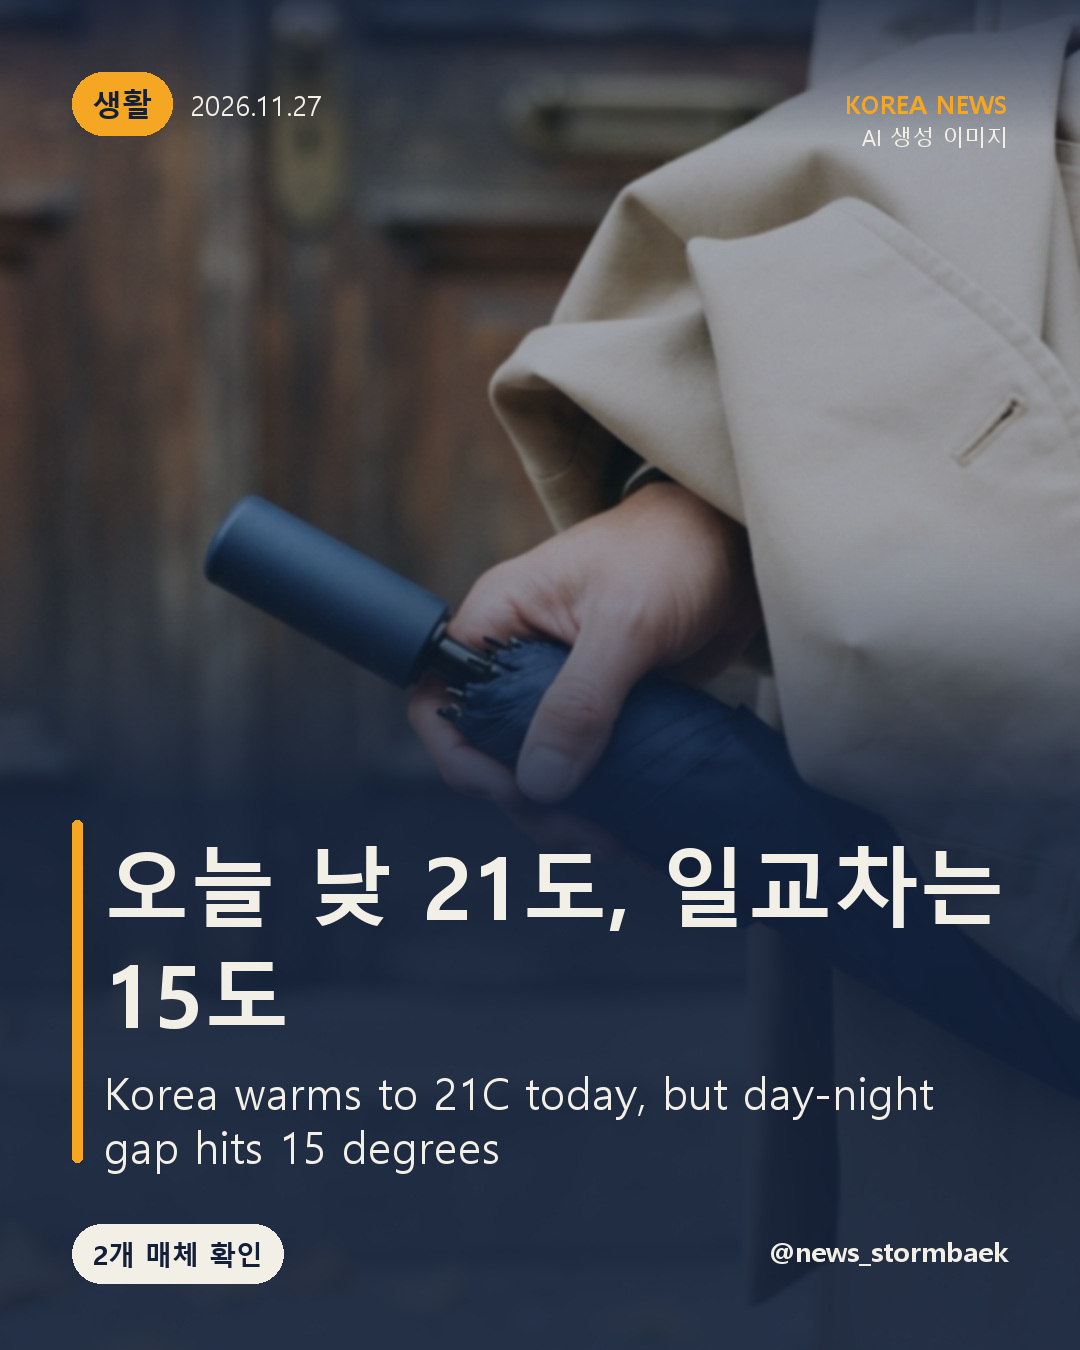 생활
2026.11.27
KOREA NEWS
AI 생성 이미지
오늘 낮 21도, 일교차는
15도
Korea warms to 21C today, but day-night
gap hits 15 degrees
2개 매체 확인
@news_stormbaek